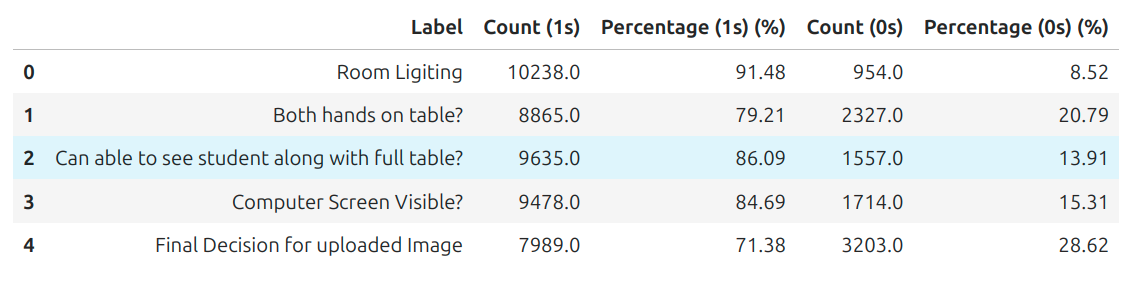 Label Count (1s) Percentage (1s) (%) Count (0s) Percentage (0s) (%)
0 Room Ligiting 10238.0 91.48 954.0 8.52
1 Both hands on table? 8865.0 79.21 2327.0 20.79
2 Can able to see student along with full table? 9635.0 86.09 1557.0 13.91
3 Computer Screen Visible? 9478.0 84.69 1714.0 15.31
4 Final Decision for uploaded Image 7989.0 71.38 3203.0 28.62